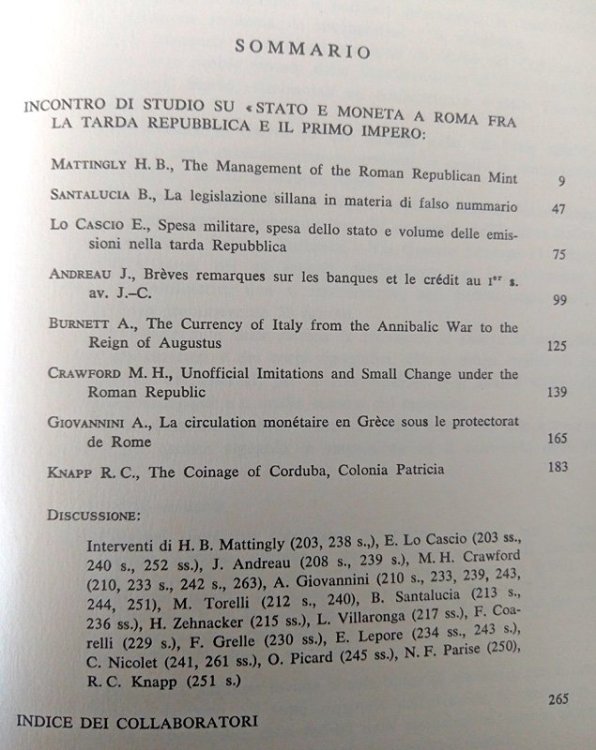 SOMMARIO
INCONTRO DI STUDIO SU «STATO E MONETA A ROMA FRA
LA TARDA REPUBBLICA E IL PRIMO IMPERO:
MATTINGLY H. B., The Management of the Roman Republican Mint 9
SANTALUCIA B., La legislazione sillana in materia di falso nummario 47
LO CASCIO E., Spesa militare, spesa dello stato e volume delle emis-
sioni nella tarda Repubblica 75
ANDREAU J., Brèves remarques sur les banques et le crédit au Iᵉʳ s.
av. J.–C. 99
BURNETT A., The Currency of Italy from the Annibalic War to the
Reign of Augustus 125
CRAWFORD M. H., Unofficial Imitations and Small Change under the
Roman Republic 139
GIOVANNINI A., La circulation monétaire en Grèce sous le protectorat
de Rome 165
KNAPP R. C., The Coinage of Corduba, Colonia Patricia 183
DISCUSSIONE:
Interventi di H. B. Mattingly (203, 238 s.,), E. Lo Cascio (203 ss.,
240 s., 252 ss.), J. Andreau (208 s., 239 s.), M. H. Crawford
(210, 233 s., 242 s., 263), A. Giovannini (210 s., 233, 239, 243,
244, 251), M. Torelli (212 s., 240), B. Santalucia (213 s.,
236 ss.), H. Zehnacker (215 ss.), L. Villaronga (217 ss.), F. Coa-
relli (229 s.), F. Grelle (230 ss.), E. Lepore (234 ss., 243 s.),
C. Nicolet (241, 261 ss.), O. Picard (245 ss.), N. F. Parise (250),
R. C. Knapp (251 s.)
INDICE DEI COLLABORATORI 265